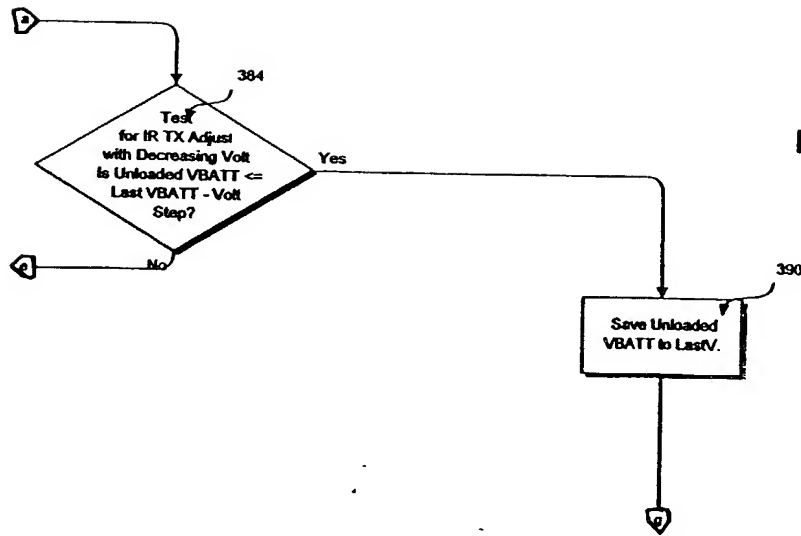 a
384
Test
for IR TX Adjust
with Decreasing Volt
Is Unloaded VBATT <=
Last VBATT - Volt
Step?
Yes
No
e
390
Save Unloaded
VBATT to LastV.
g